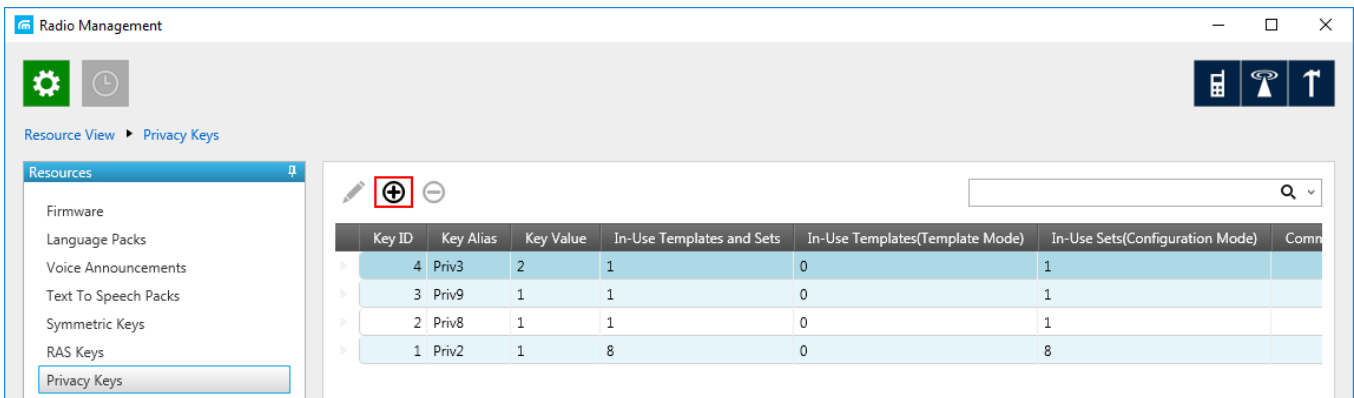 Radio Management
Resource View Privacy Keys
Resources
Firmware
Language Packs
Voice Announcements
Text To Speech Packs
Symmetric Keys
RAS Keys
Privacy Keys
Key ID Key Alias Key Value In-Use Templates and Sets In-Use Templates(Template Mode) In-Use Sets(Configuration Mode) Comm
4 Priv3 2 1 0 1
3 Priv9 1 1 0 1
2 Priv8 1 1 0 1
1 Priv2 1 8 0 8